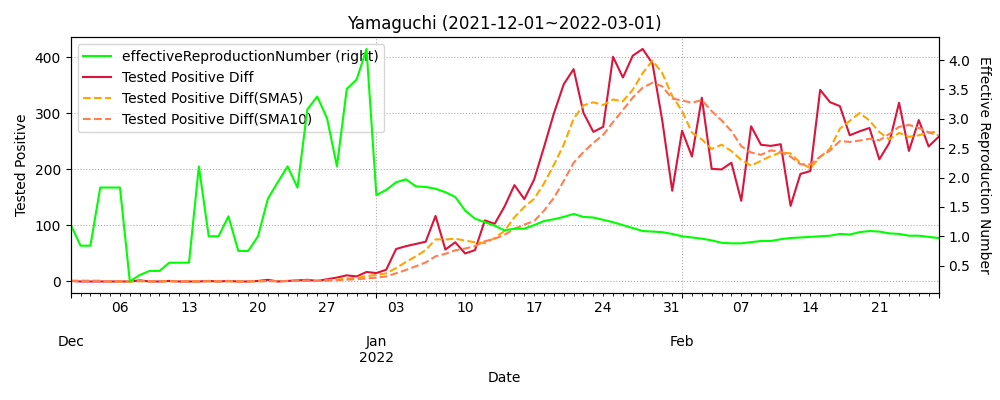 Yamaguchi (2021-12-01~2022-03-01)
effectiveReproductionNumber (right)
Tested Positive Diff
Tested Positive Diff(SMA5)
Tested Positive Diff(SMA10)
Tested Positive
400
300
200
100
0
4.0
3.5
3.0
2.5
2.0
1.5
1.0
0.5
Effective Reproduction Number
06 13 20 27 03 10 17 24 31 07 14 21
Dec Jan Feb
2022
Date